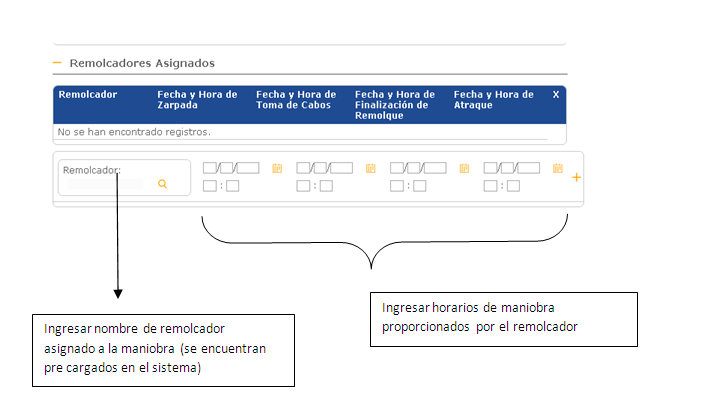 Remolcadores Asignados
Remolcador Fecha y Hora de Zarpada Fecha y Hora de Toma de Cabos Fecha y Hora de Finalización de Remolque Fecha y Hora de Atraque X
No se han encontrado registros.
Remolcador:
/ / / / / / / /
: : : :
Ingresar nombre de remolcador
asignado a la maniobra (se encuentran
pre cargados en el sistema)
Ingresar horarios de maniobra
proporcionados por el remolcador